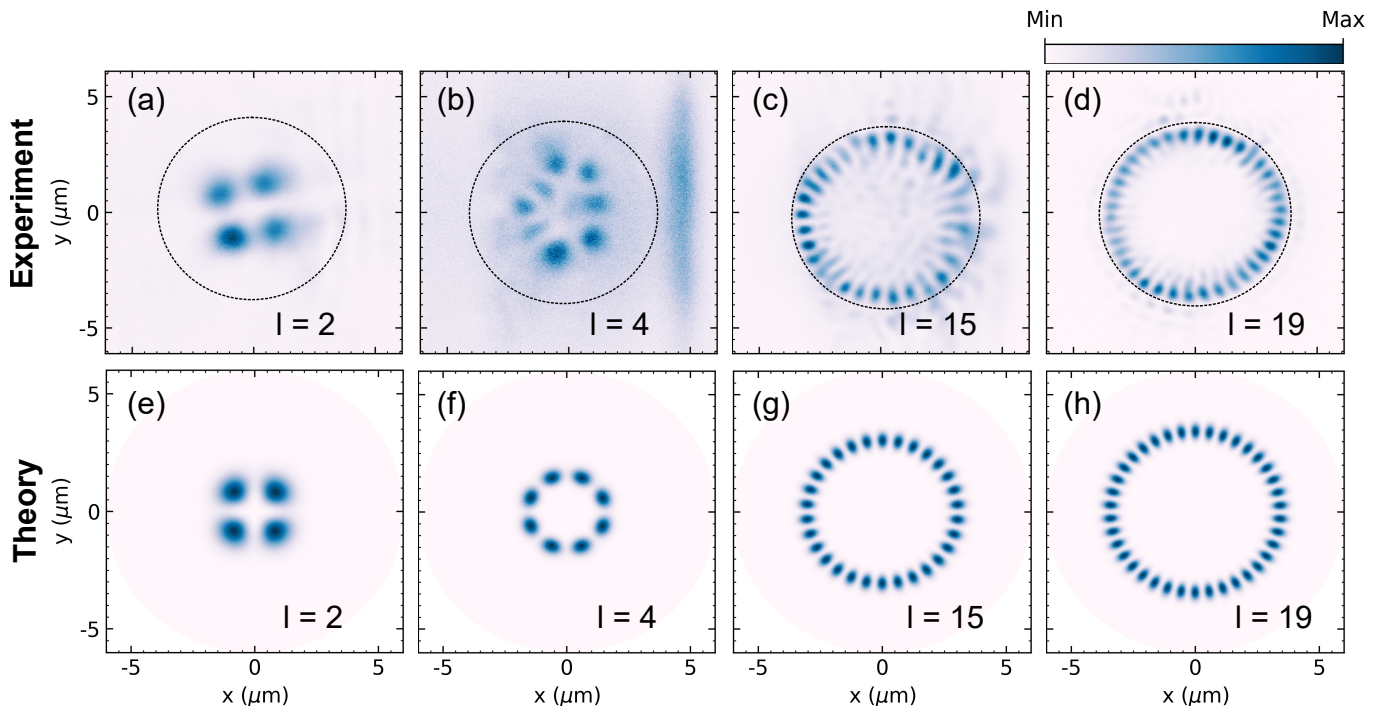 Min Max
Experiment
y (μm)
5
0
-5
(a)
l = 2
(b)
l = 4
(c)
l = 15
(d)
l = 19
Theory
y (μm)
5
0
-5
(e)
l = 2
(f)
l = 4
(g)
l = 15
(h)
l = 19
-5 0 5
x (μm)
-5 0 5
x (μm)
-5 0 5
x (μm)
-5 0 5
x (μm)